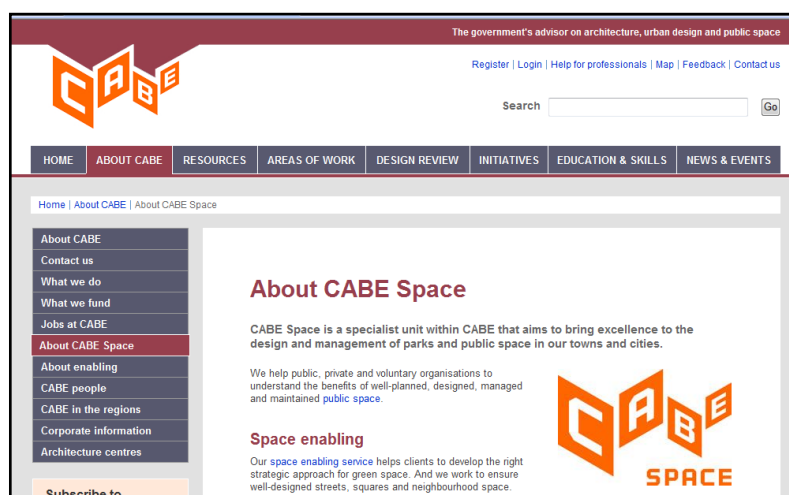 The government's advisor on architecture, urban design and public space
CABE
Register | Login | Help for professionals | Map | Feedback | Contact us
Search Go
HOME ABOUT CABE RESOURCES AREAS OF WORK DESIGN REVIEW INITIATIVES EDUCATION & SKILLS NEWS & EVENTS
Home | About CABE | About CABE Space
About CABE
Contact us
What we do
What we fund
Jobs at CABE
About CABE Space
About enabling
CABE people
CABE in the regions
Corporate information
Architecture centres
Subscribe to
About CABE Space
CABE Space is a specialist unit within CABE that aims to bring excellence to the
design and management of parks and public space in our towns and cities.
We help public, private and voluntary organisations to
understand the benefits of well-planned, designed, managed
and maintained public space.
Space enabling
Our space enabling service helps clients to develop the right
strategic approach for green space. And we work to ensure
well-designed streets, squares and neighbourhood space.
CABE
SPACE